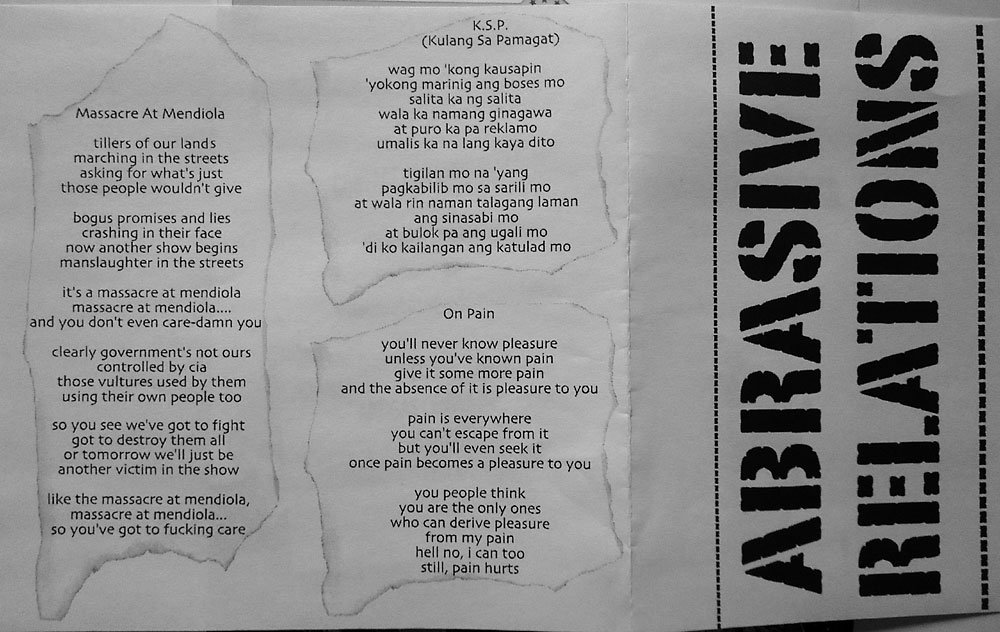 Massacre At Mendiola
tillers of our lands
marching in the streets
asking for what's just
those people wouldn't give
bogus promises and lies
crashing in their face
now another show begins
manslaughter in the streets
it's a massacre at mendiola
massacre at mendiola....
and you don't even care-damn you
clearly government's not ours
controlled by cia
those vultures used by them
using their own people too
so you see we've got to fight
got to destroy them all
or tomorrow we'll just be
another victim in the show
like the massacre at mendiola,
massacre at mendiola...
so you've got to fucking care
K.S.P.
(Kulang Sa Pamagat)
wag mo 'kong kausapin
'yokong marinig ang boses mo
salita ka ng salita
wala ka namang ginagawa
at puro ka pa reklamo
umalis ka na lang kaya dito
tigilan mo na 'yang
pagkabilib mo sa sarili mo
at wala rin naman talagang laman
ang sinasabi mo
at bulok pa ang ugali mo
'di ko kailangan ang katulad mo
On Pain
you'll never know pleasure
unless you've known pain
give it some more pain
and the absence of it is pleasure to you
pain is everywhere
you can't escape from it
but you'll even seek it
once pain becomes a pleasure to you
you people think
you are the only ones
who can derive pleasure
from my pain
hell no, i can too
still, pain hurts
ABRASIVE
RELATIONS